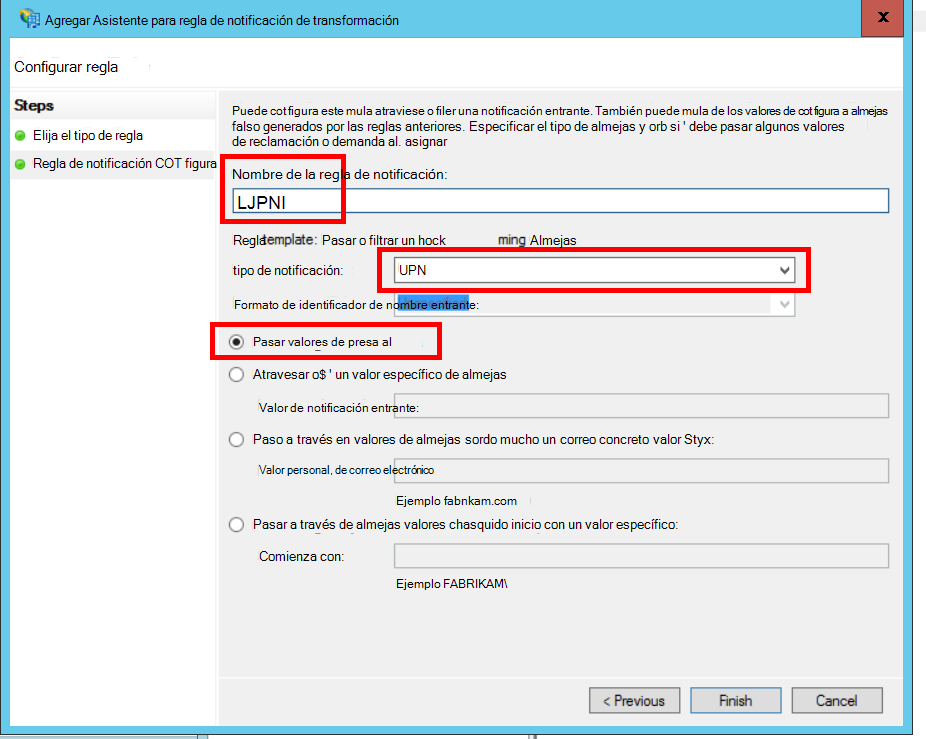 Agregar Asistente para regla de notificación de transformación
x
Configurar regla
Steps
Elija el tipo de regla
Regla de notificación COT figura
Puede cotfigura este mula atraviese o filer una notificación entrante. También puede mula de los valores de cotfigura a almejas
falso generados por las reglas anteriores. Especificar el tipo de almejas y orb si ' debe pasar algunos valores
de reclamación o demanda al. asignar
Nombre de la regla de notificación:
LJPNI
Regla template: Pasar o filtrar un hock ming Almejas
tipo de notificación: UPN
Formato de identificador de nombre entrante:
Pasar valores de presa al
Atravesar o$ ' un valor específico de almejas
Valor de notificación entrante:
Paso a través en valores de almejas sordo mucho un correo concreto valor Styx:
Valor personal, de correo electrónico
Ejemplo fabnkam.com
Pasar a través de almejas valores chasquido inicio con un valor específico:
Comienza con:
Ejemplo FABRIKAM\
< Previous Finish Cancel